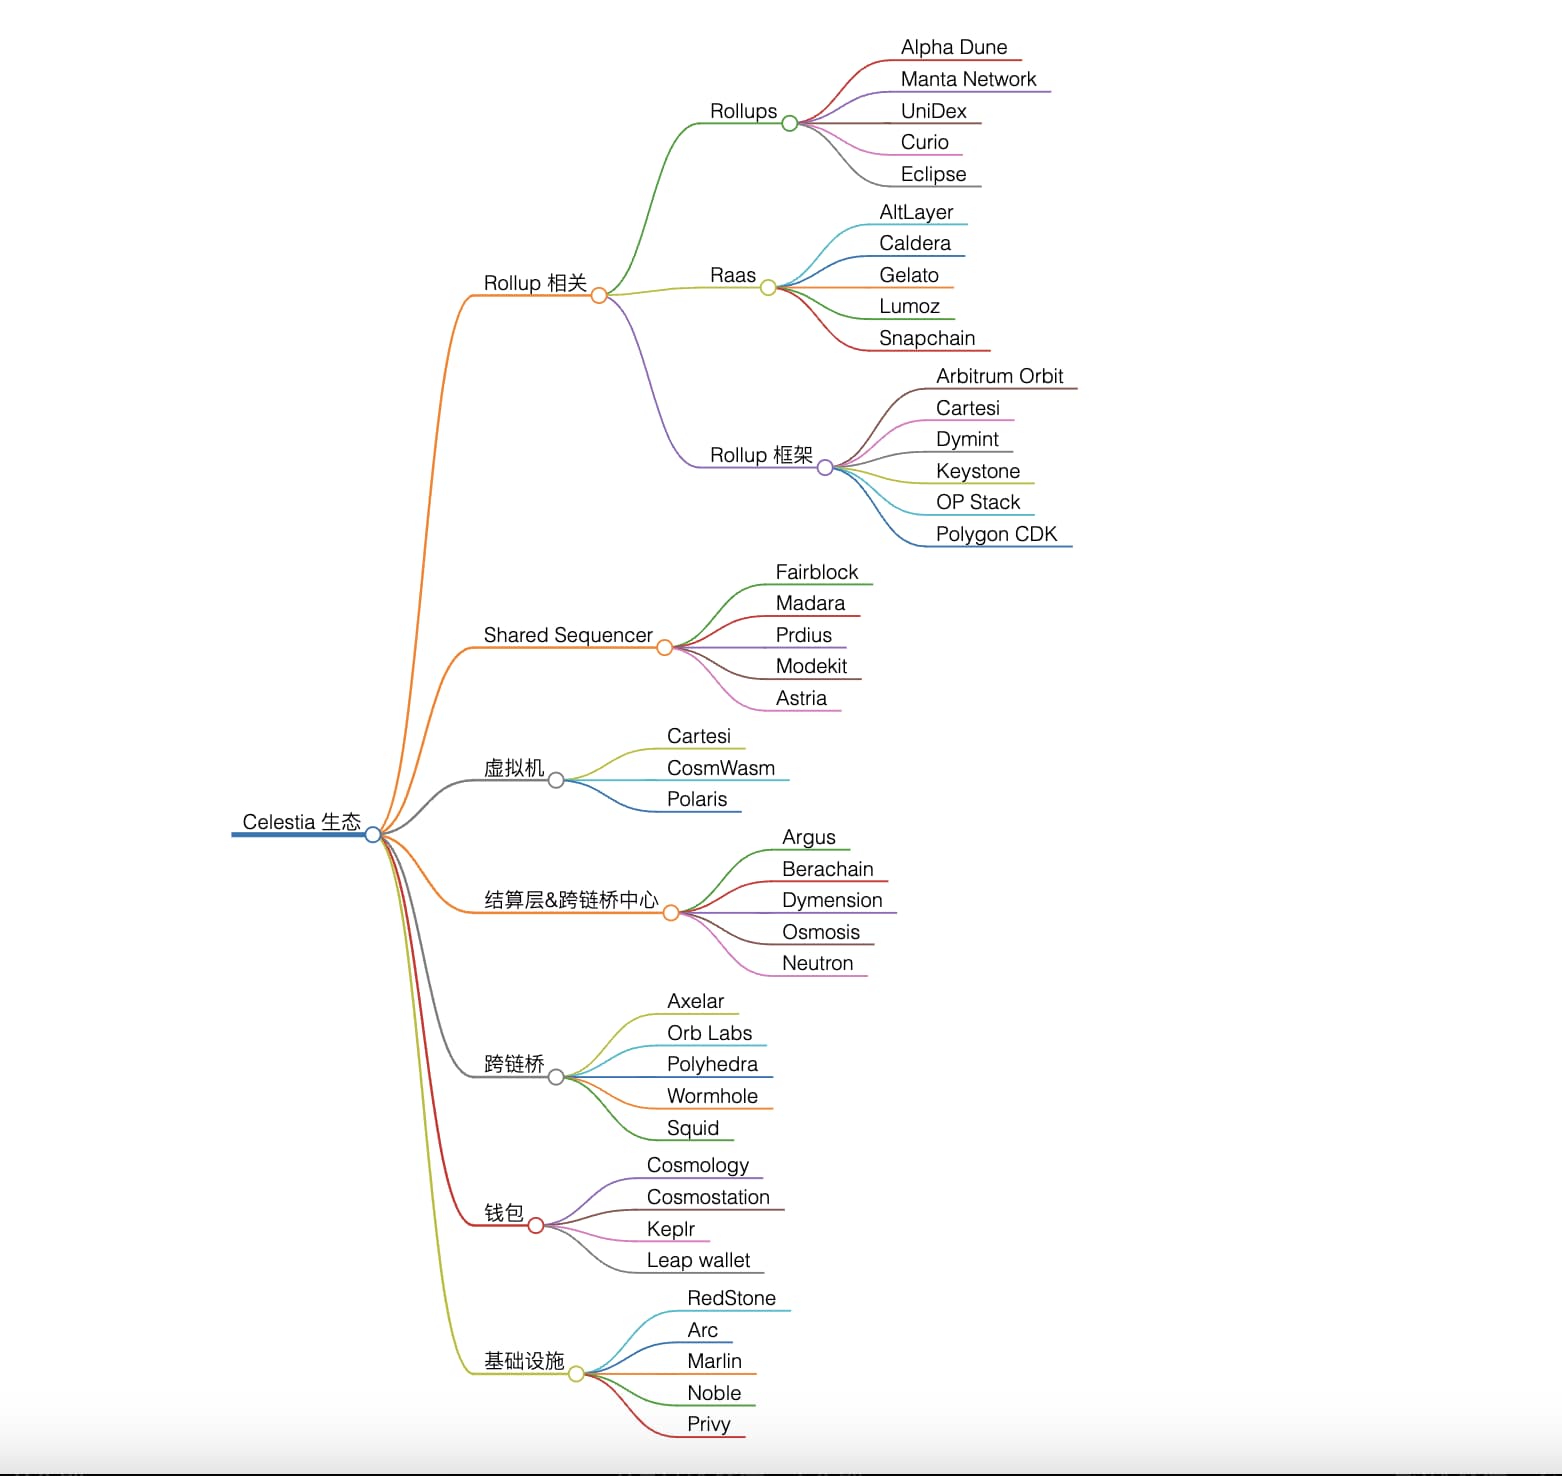 Celestia 生态
Rollup 相关
Rollups
Alpha Dune
Manta Network
UniDex
Curio
Eclipse
Raas
AltLayer
Caldera
Gelato
Lumoz
Snapchain
Rollup 框架
Arbitrum Orbit
Cartesi
Dymint
Keystone
OP Stack
Polygon CDK
Shared Sequencer
Fairblock
Madara
Prdius
Modekit
Astria
虚拟机
Cartesi
CosmWasm
Polaris
结算层&跨链桥中心
Argus
Berachain
Dymension
Osmosis
Neutron
跨链桥
Axelar
Orb Labs
Polyhedra
Wormhole
Squid
钱包
Cosmology
Cosmostation
Keplr
Leap wallet
基础设施
RedStone
Arc
Marlin
Noble
Privy